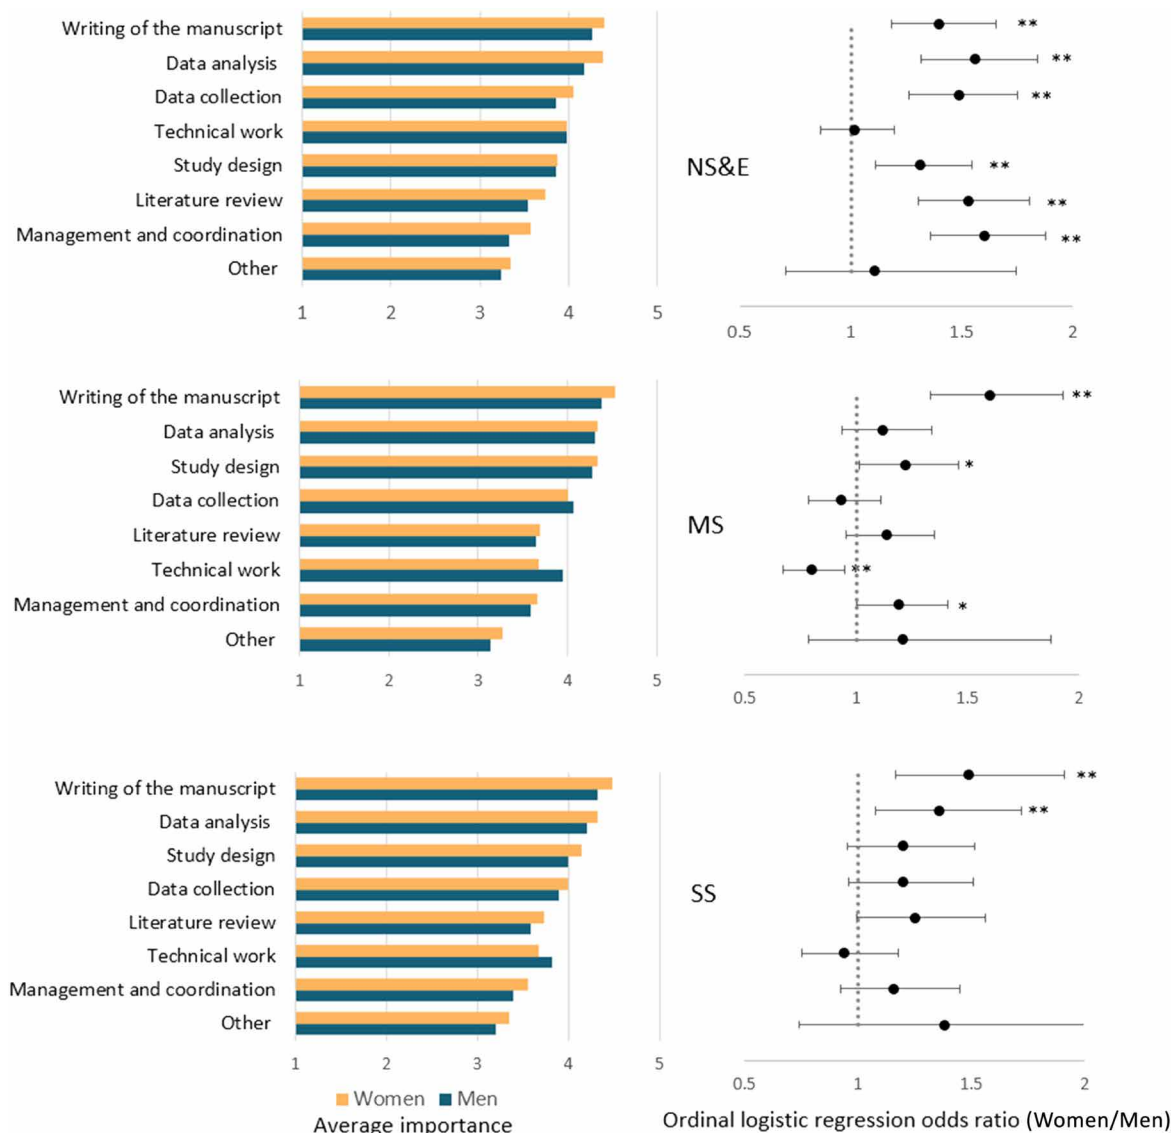 Writing of the manuscript **
Data analysis **
Data collection **
Technical work
Study design **
Literature review **
Management and coordination **
Other
NS&E
1 2 3 4 5
0.5 1 1.5 2
Writing of the manuscript **
Data analysis
Study design *
Data collection
Literature review
Technical work **
Management and coordination *
Other
MS
1 2 3 4 5
0.5 1 1.5 2
Writing of the manuscript **
Data analysis **
Study design
Data collection
Literature review
Technical work
Management and coordination
Other
SS
1 2 3 4 5
0.5 1 1.5 2
Women Men
Average importance
Ordinal logistic regression odds ratio (Women/Men)